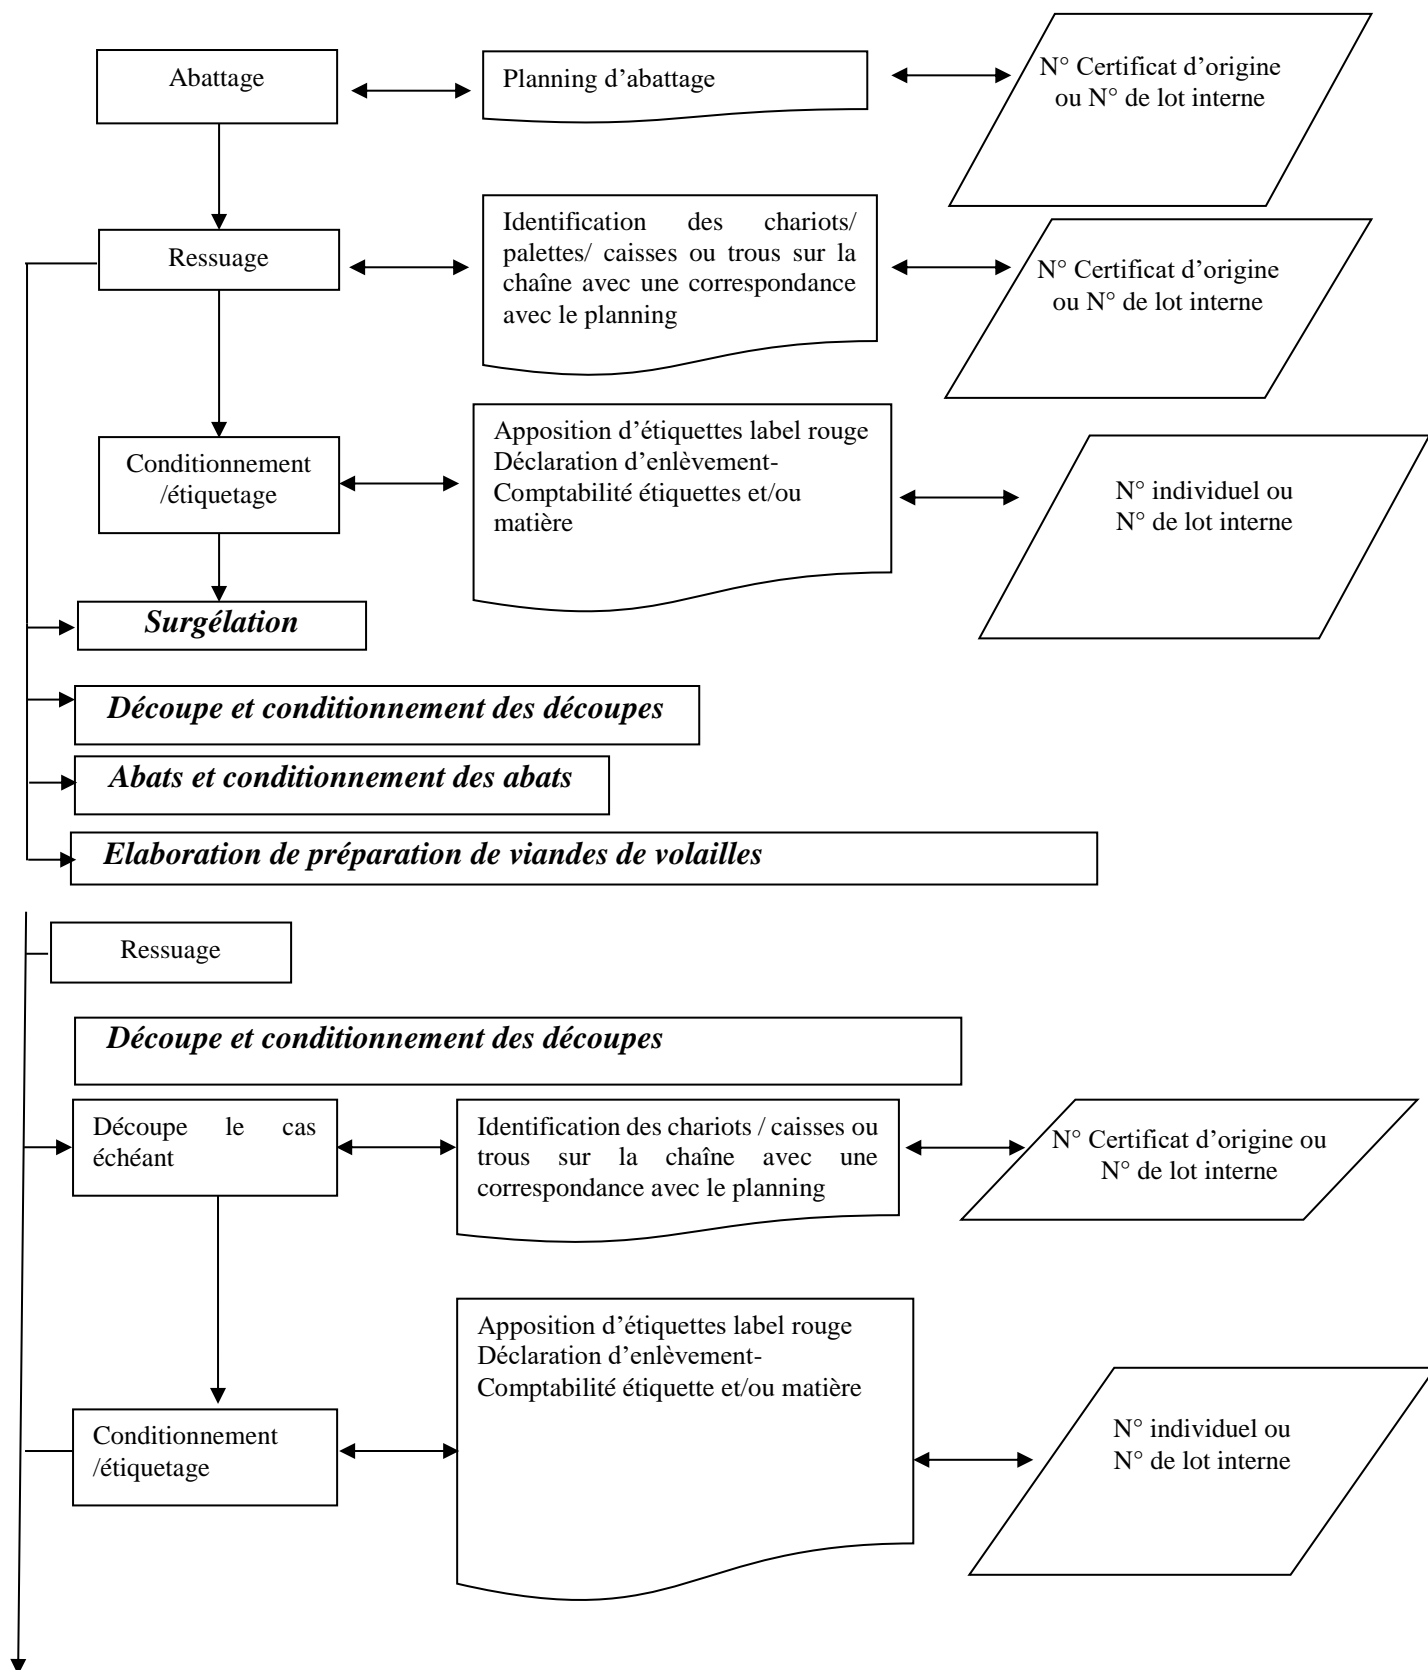 Abattage
Planning d’abattage
N° Certificat d’origine
ou N° de lot interne
Ressuage
Identification des chariots/
palettes/ caisses ou trous sur la
chaîne avec une correspondance
avec le planning
N° Certificat d’origine
ou N° de lot interne
Conditionnement
/étiquetage
Apposition d’étiquettes label rouge
Déclaration d’enlèvement-
Comptabilité étiquettes et/ou
matière
N° individuel ou
N° de lot interne
Surgélation
Découpe et conditionnement des découpes
Abats et conditionnement des abats
Elaboration de préparation de viandes de volailles
Ressuage
Découpe et conditionnement des découpes
Découpe le cas
échéant
Identification des chariots / caisses ou
trous sur la chaîne avec une
correspondance avec le planning
N° Certificat d’origine ou
N° de lot interne
Conditionnement
/étiquetage
Apposition d’étiquettes label rouge
Déclaration d’enlèvement-
Comptabilité étiquette et/ou matière
N° individuel ou
N° de lot interne